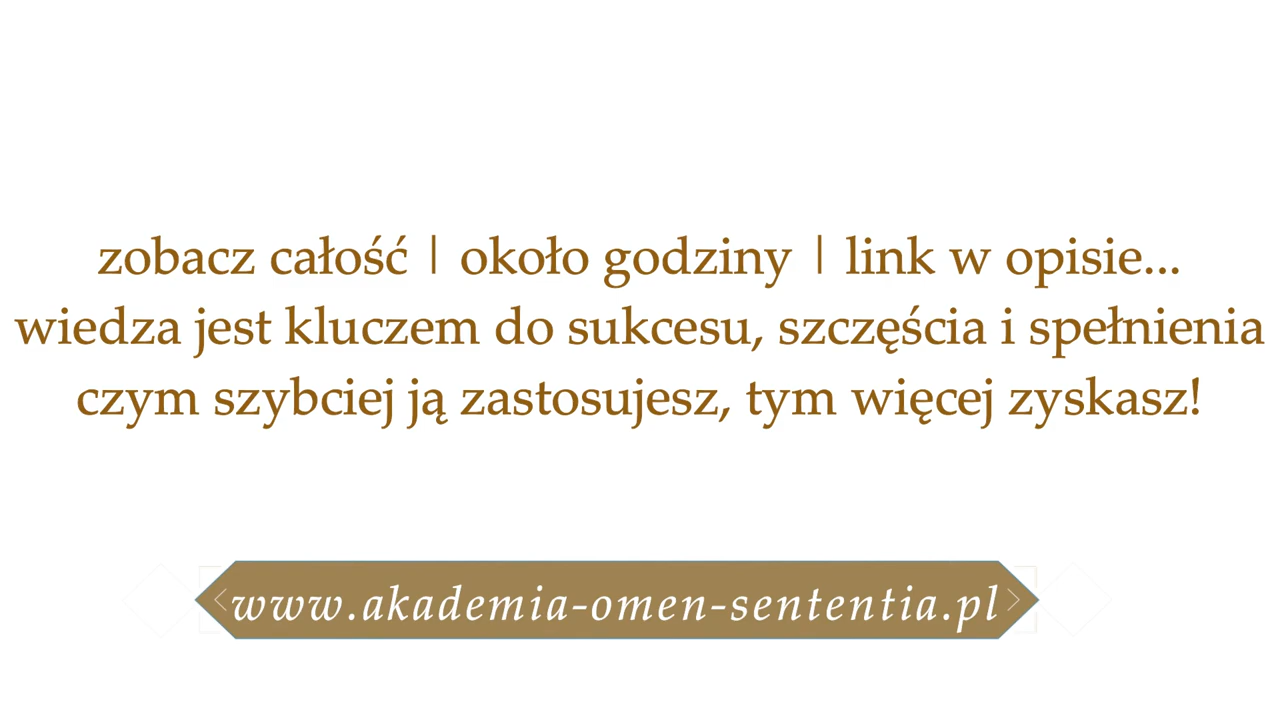 zobacz całość | około godziny | link w opisie...
wiedza jest kluczem do sukcesu, szczęścia i spełnienia
czym szybciej ją zastosujesz, tym więcej zyskasz!
www.akademia-omen-sententia.pl